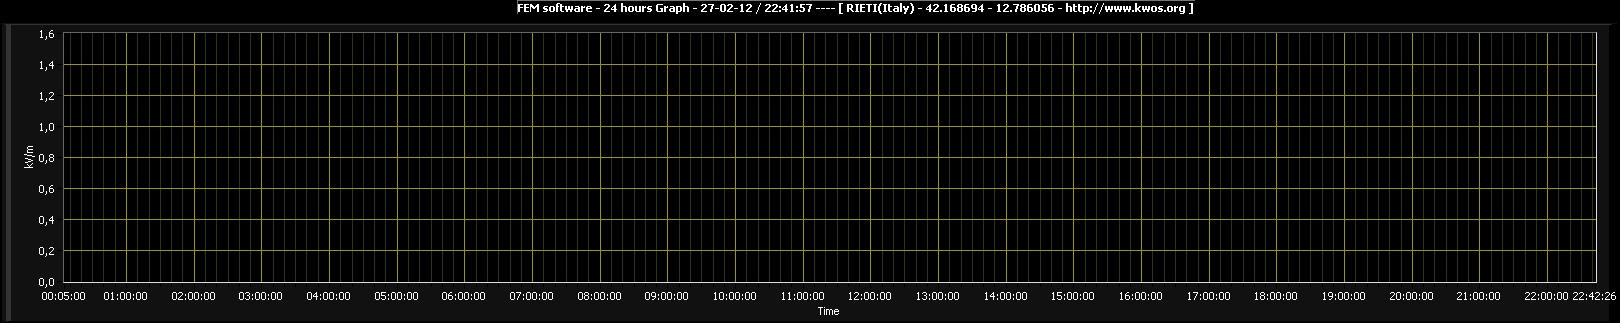 FEM software - 24 hours Graph - 27-02-12 / 22:41:57 ---- [ RIETI(Italy) - 42.168694 - 12.786056 - http://www.kwos.org ]
1,6
1,4
1,2
1,0
0,8
kV/m
0,6
0,4
0,2
0,0
00:05:00 01:00:00 02:00:00 03:00:00 04:00:00 05:00:00 06:00:00 07:00:00 08:00:00 09:00:00 10:00:00 11:00:00 12:00:00 13:00:00 14:00:00 15:00:00 16:00:00 17:00:00 18:00:00 19:00:00 20:00:00 21:00:00 22:00:00 22:42:26
Time